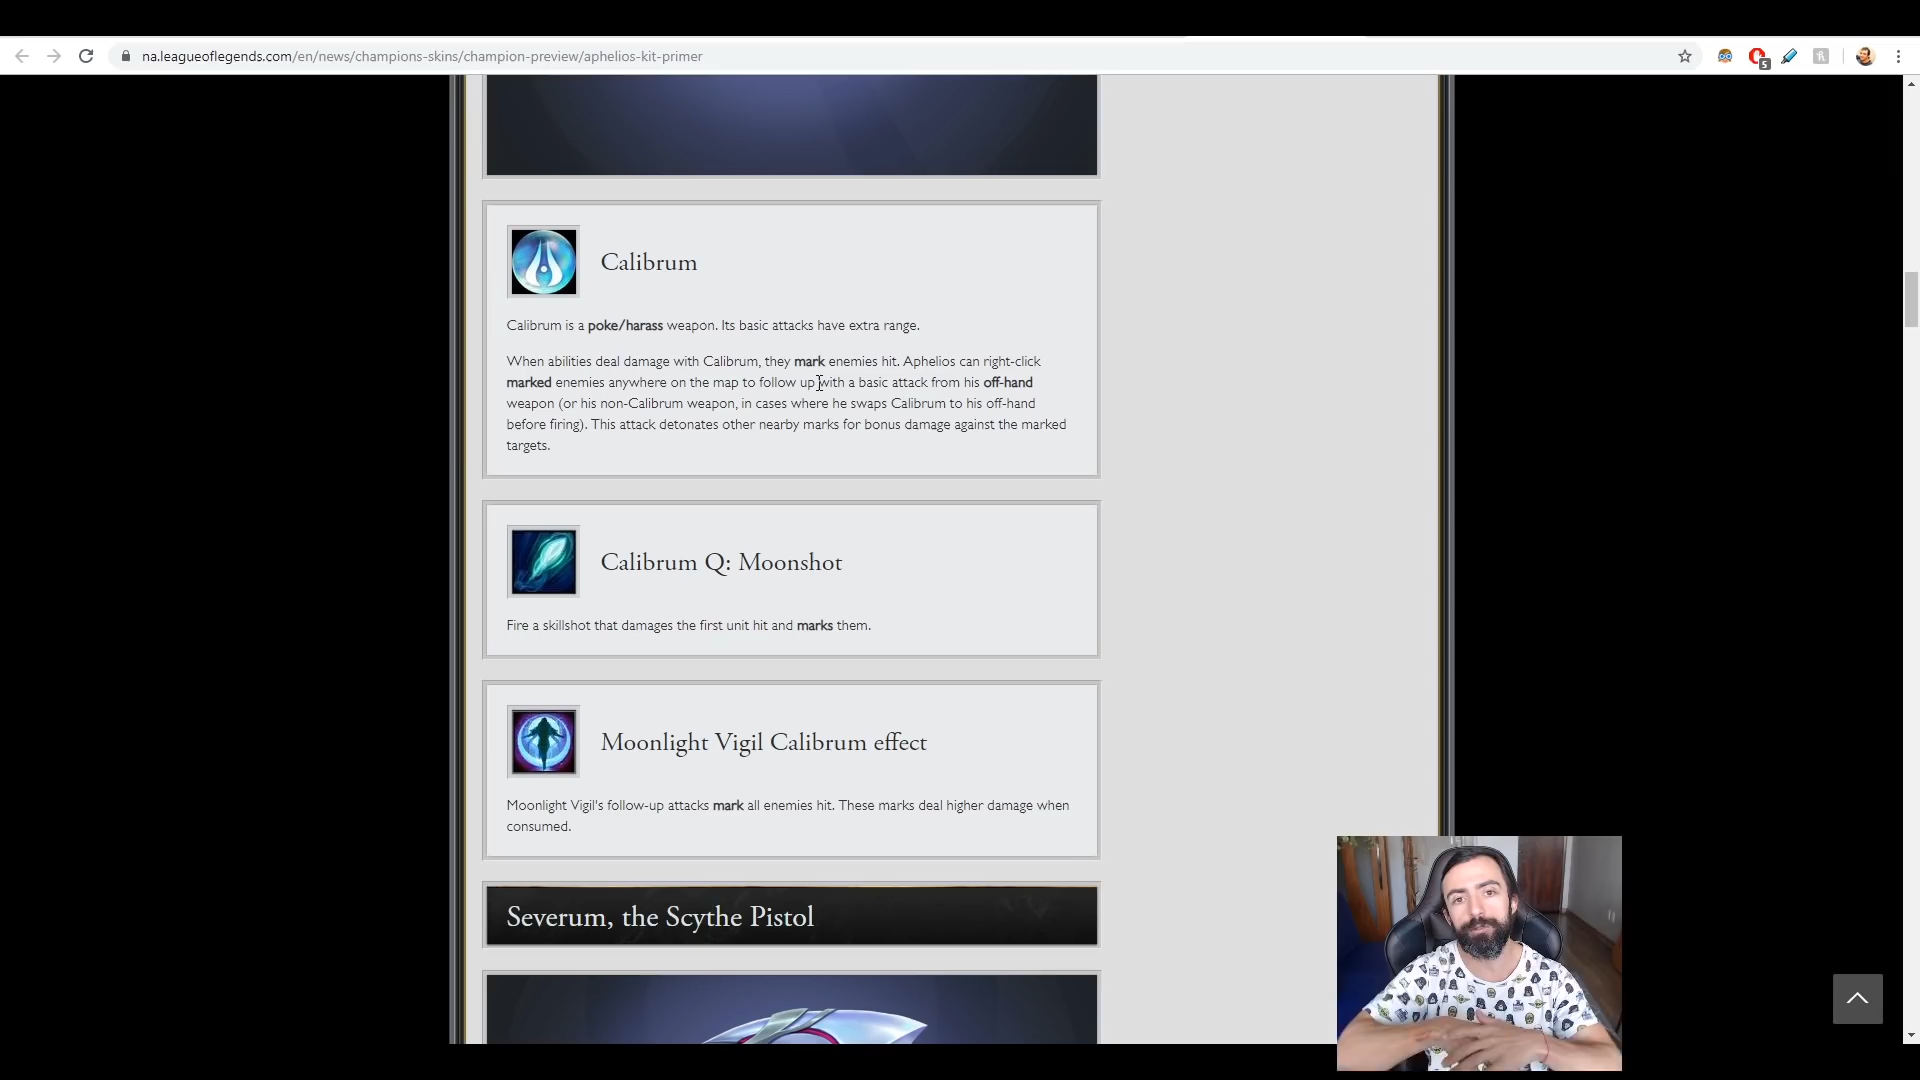 na.leagueoflegends.com/en/news/champions-skins/champion-preview/aphelios-kit-primer
5
Calibrum
Calibrum is a poke/harass weapon. Its basic attacks have extra range.
When abilities deal damage with Calibrum, they mark enemies hit. Aphelios can right-click
marked enemies anywhere on the map to follow up with a basic attack from his off-hand
weapon (or his non-Calibrum weapon, in cases where he swaps Calibrum to his off-hand
before firing). This attack detonates other nearby marks for bonus damage against the marked
targets.
Calibrum Q: Moonshot
Fire a skillshot that damages the first unit hit and marks them.
Moonlight Vigil Calibrum effect
Moonlight Vigil's follow-up attacks mark all enemies hit. These marks deal higher damage when
consumed.
Severum, the Scythe Pistol